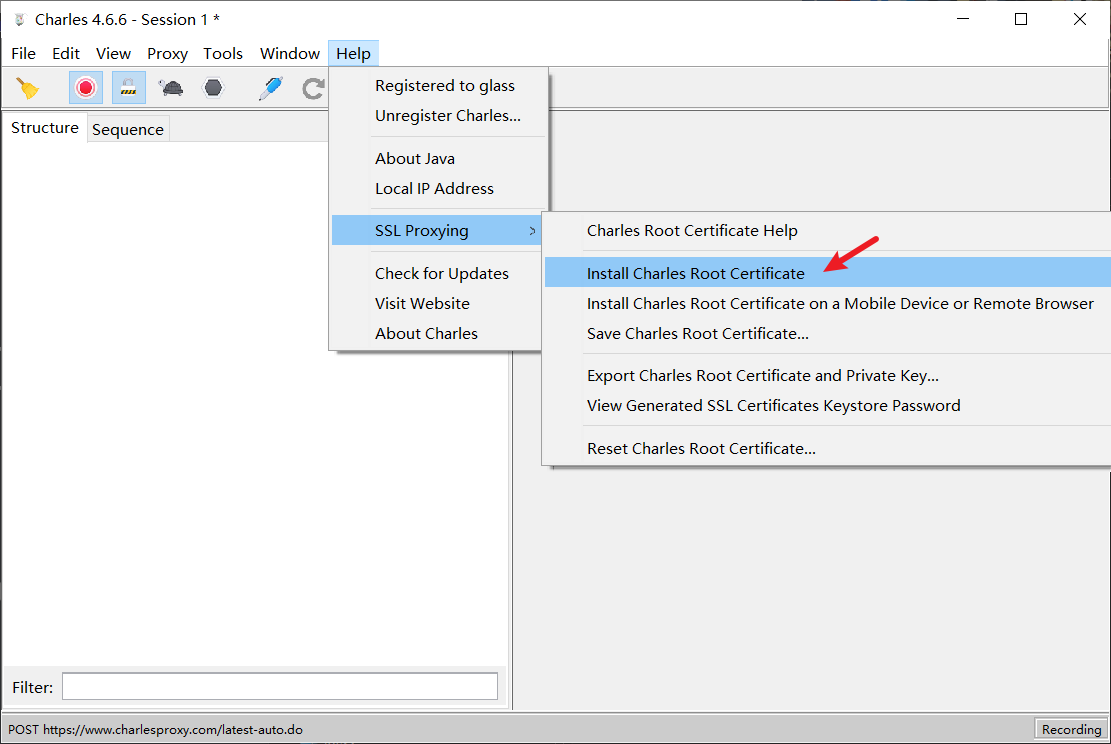 Charles 4.6.6 - Session 1 *
File Edit View Proxy Tools Window Help
Registered to glass
Unregister Charles...
About Java
Local IP Address
SSL Proxying >
Check for Updates
Visit Website
About Charles
Charles Root Certificate Help
Install Charles Root Certificate
Install Charles Root Certificate on a Mobile Device or Remote Browser
Save Charles Root Certificate...
Export Charles Root Certificate and Private Key...
View Generated SSL Certificates Keystore Password
Reset Charles Root Certificate...
Structure Sequence
Filter:
POST https://www.charlesproxy.com/latest-auto.do
Recording